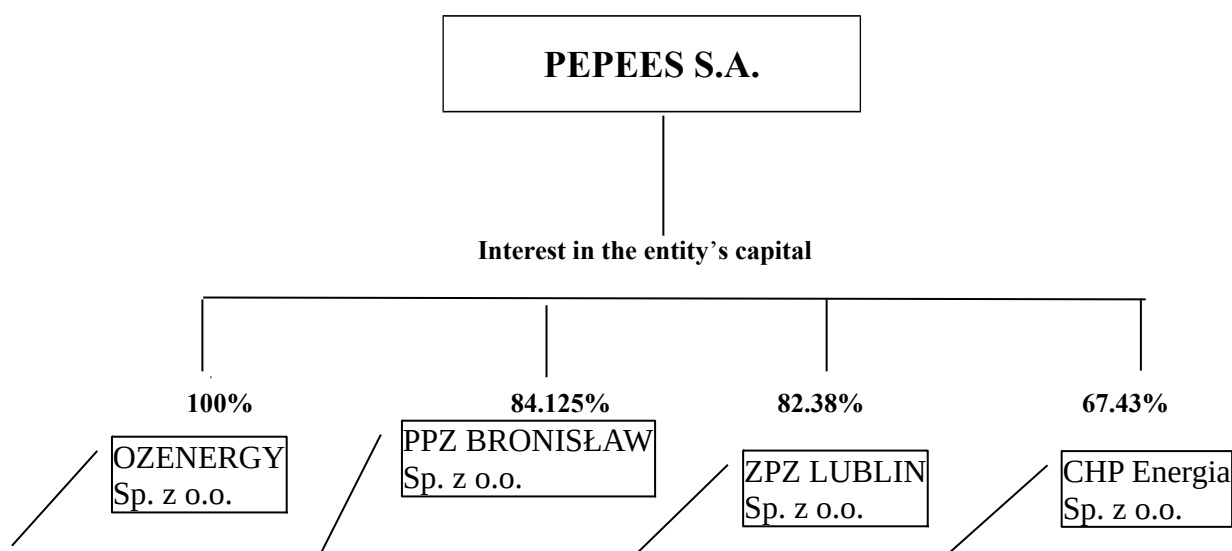 PEPEES S.A.
Interest in the entity’s capital
100%
84.125%
82.38%
67.43%
OZENERGY
Sp. z o.o.
PPZ BRONISŁAW
Sp. z o.o.
ZPZ LUBLIN
Sp. z o.o.
CHP Energia
Sp. z o.o.